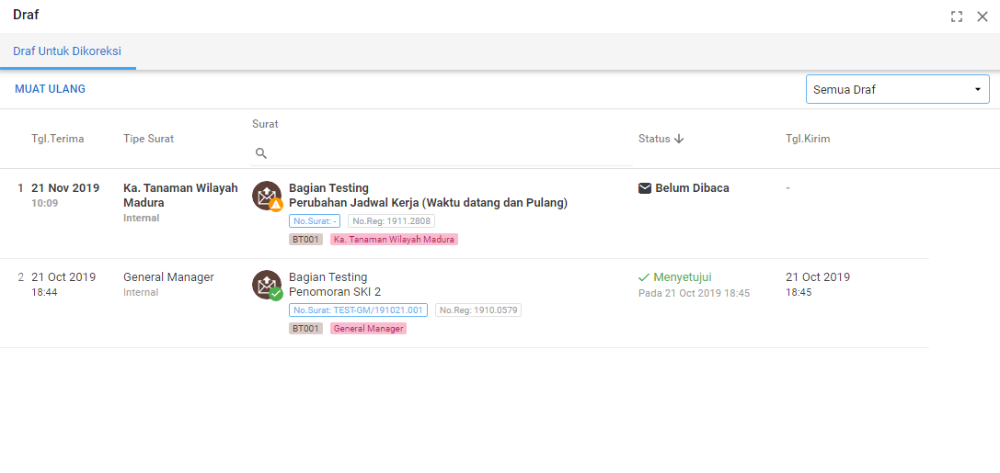 Draf
Draf Untuk Dikoreksi
MUAT ULANG
Semua Draf
Tgl.Terima
Tipe Surat
Surat
Status
Tgl.Kirim
1
21 Nov 2019
10:09
Ka. Tanaman Wilayah
Madura
Internal
Bagian Testing
Perubahan Jadwal Kerja (Waktu datang dan Pulang)
No.Surat: -
No.Reg: 1911.2808
BT001
Ka. Tanaman Wilayah Madura
Belum Dibaca
-
2
21 Oct 2019
18:44
General Manager
Internal
Bagian Testing
Penomoran SKI 2
No.Surat: TEST-GM/191021.001
No.Reg: 1910.0579
BT001
General Manager
Menyetujui
Pada 21 Oct 2019 18:45
21 Oct 2019
18:45